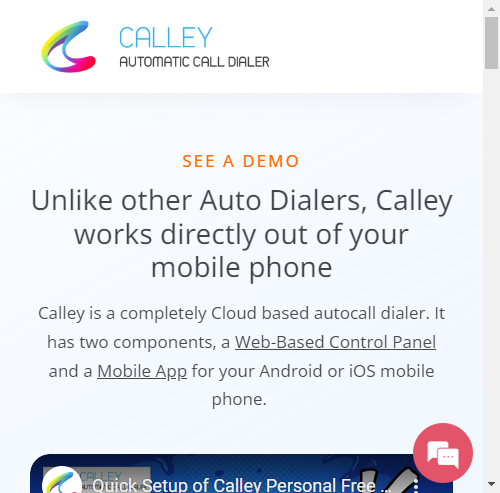 CALLEY
AUTOMATIC CALL DIALER
SEE A DEMO
Unlike other Auto Dialers, Calley
works directly out of your
mobile phone
Calley is a completely Cloud based autocall dialer. It
has two components, a Web-Based Control Panel
and a Mobile App for your Android or iOS mobile
phone.
CALLEY
Quick Setup of Calley Personal Free ...